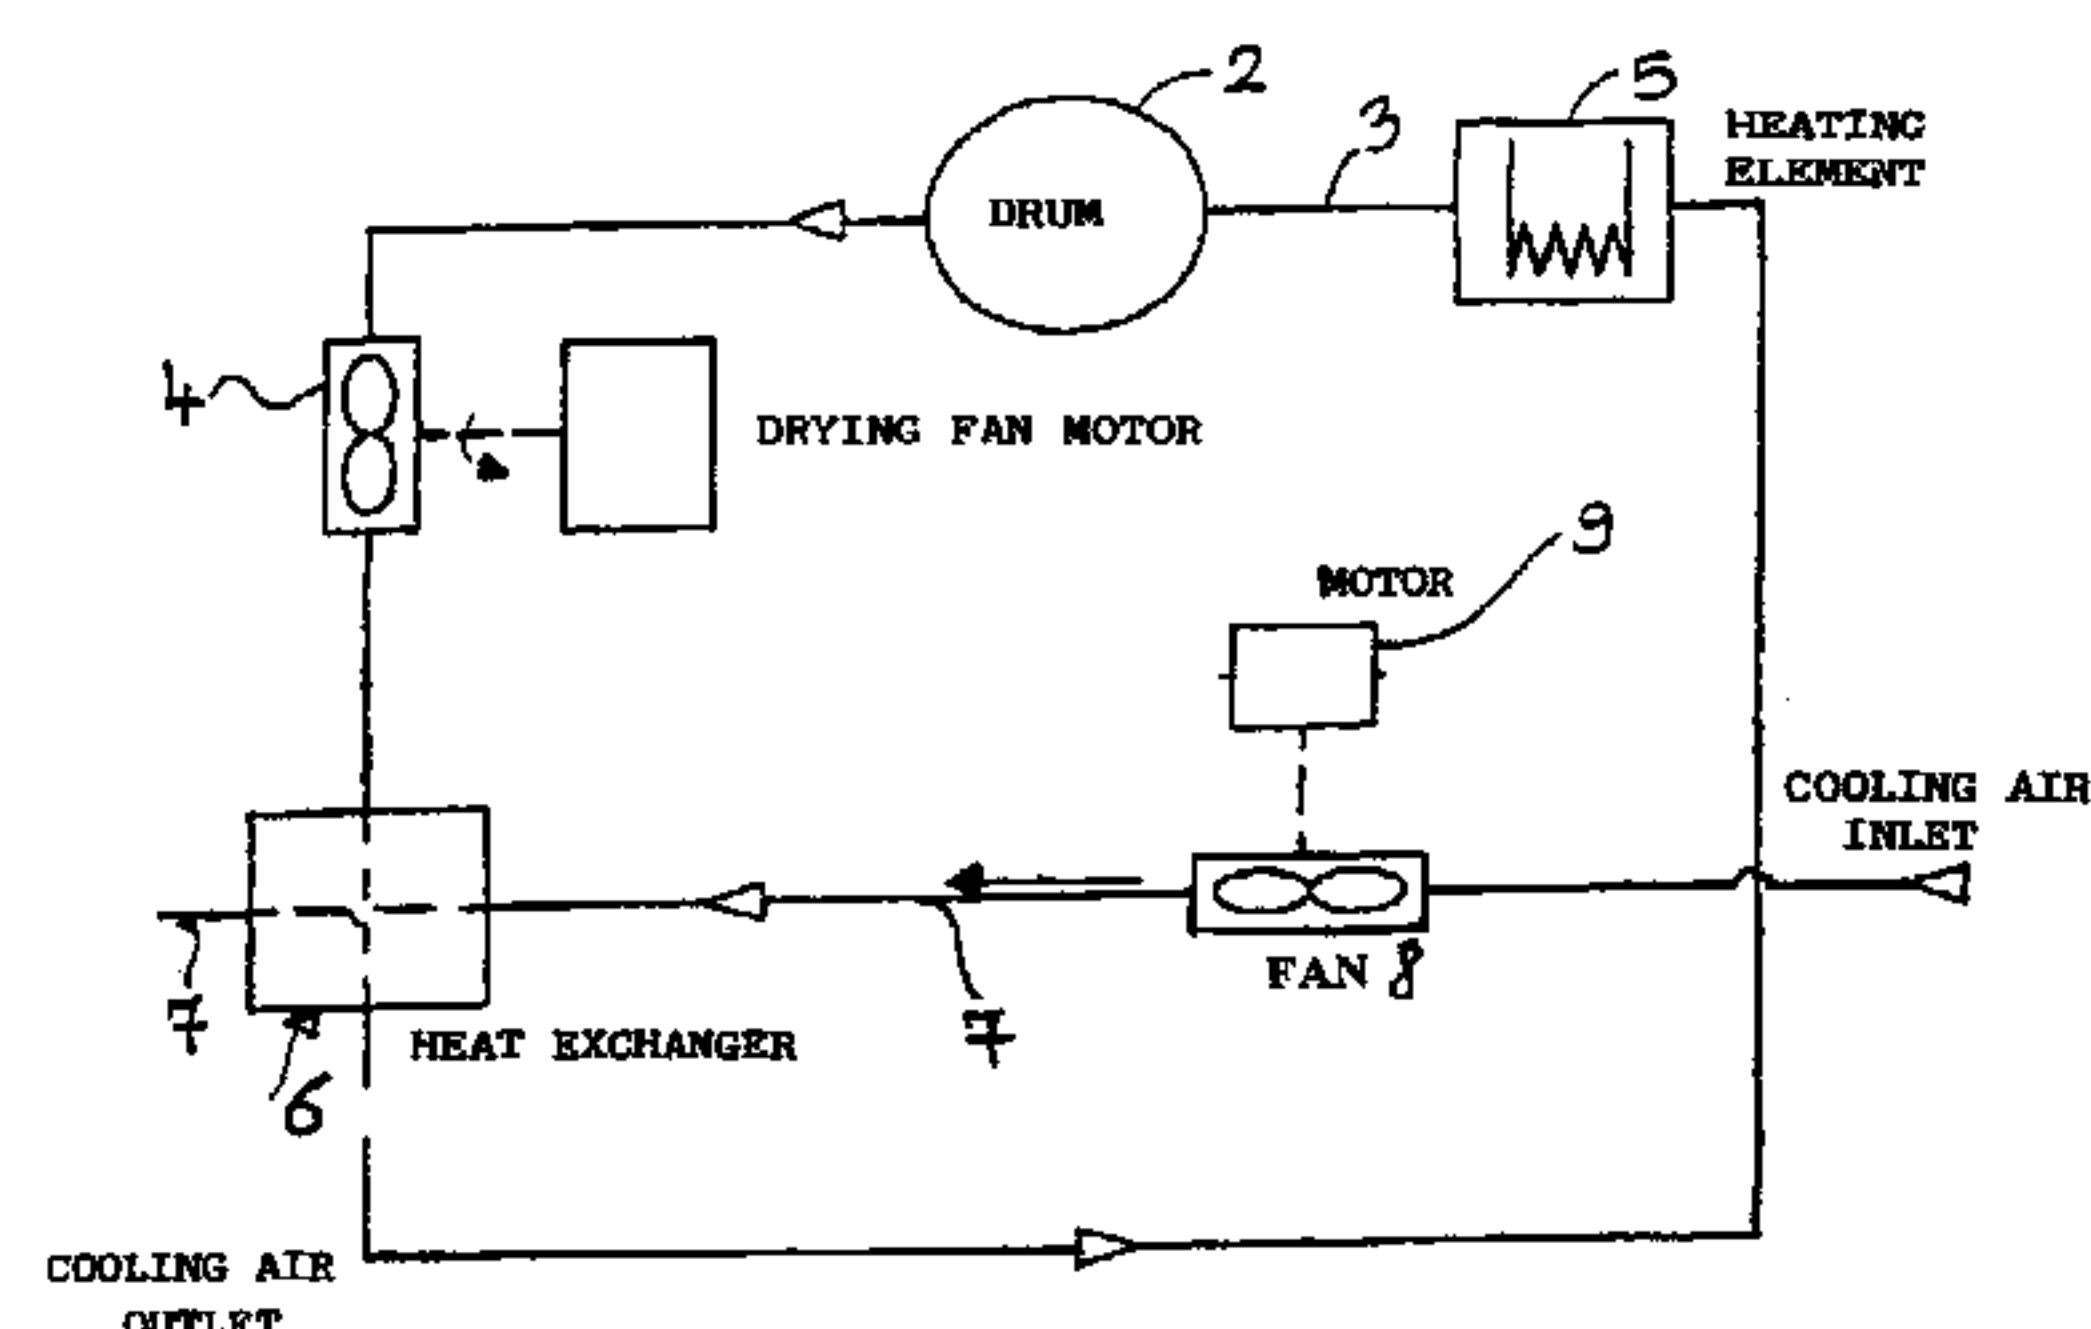 2
5
3
HEATING
ELEMENT
DRUM
4
DRYING FAN MOTOR
9
MOTOR
COOLING AIR
INLET
FAN 8
7
7
HEAT EXCHANGER
6
COOLING AIR
OUTLET